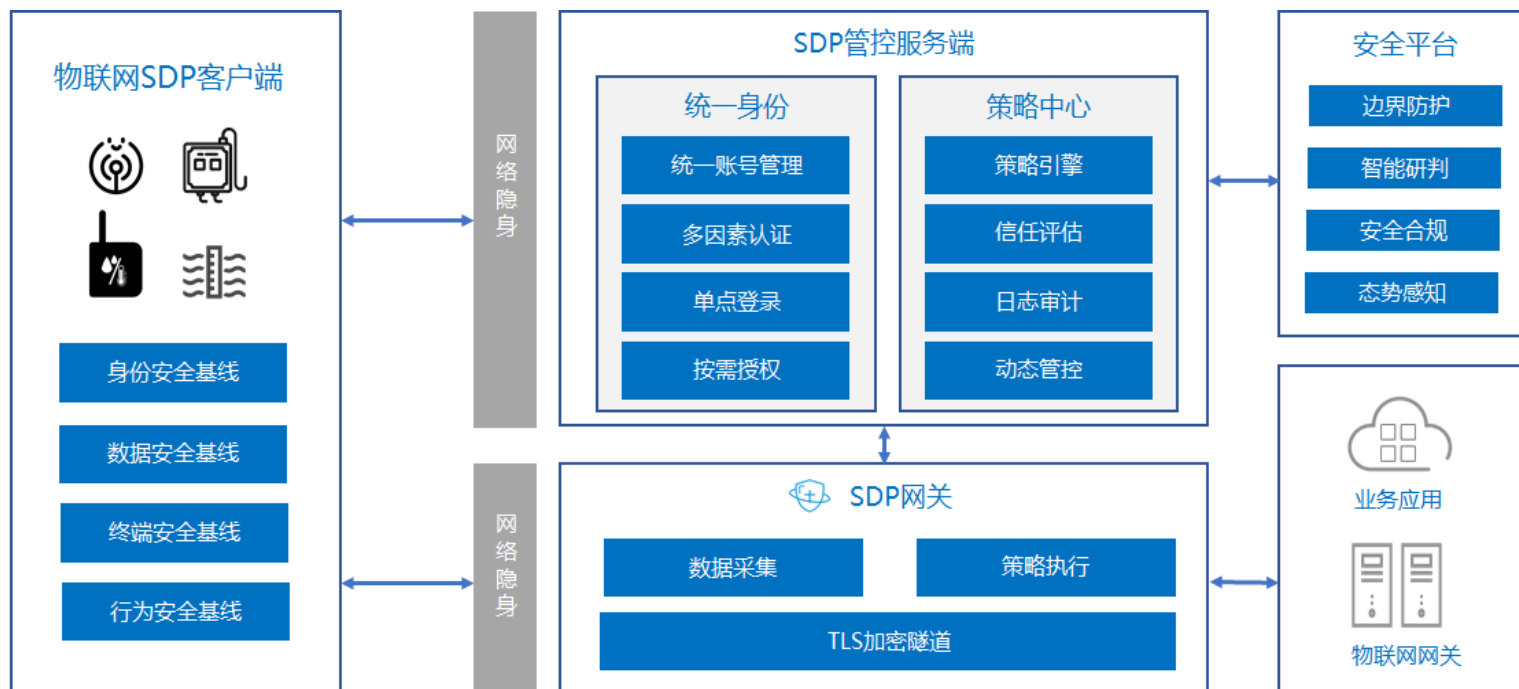 物联网SDP客户端
身份安全基线
数据安全基线
终端安全基线
行为安全基线
网络隐身
网络隐身
SDP管控服务端
统一身份
统一账号管理
多因素认证
单点登录
按需授权
策略中心
策略引擎
信任评估
日志审计
动态管控
SDP网关
数据采集
策略执行
TLS加密隧道
安全平台
边界防护
智能研判
安全合规
态势感知
业务应用
物联网网关